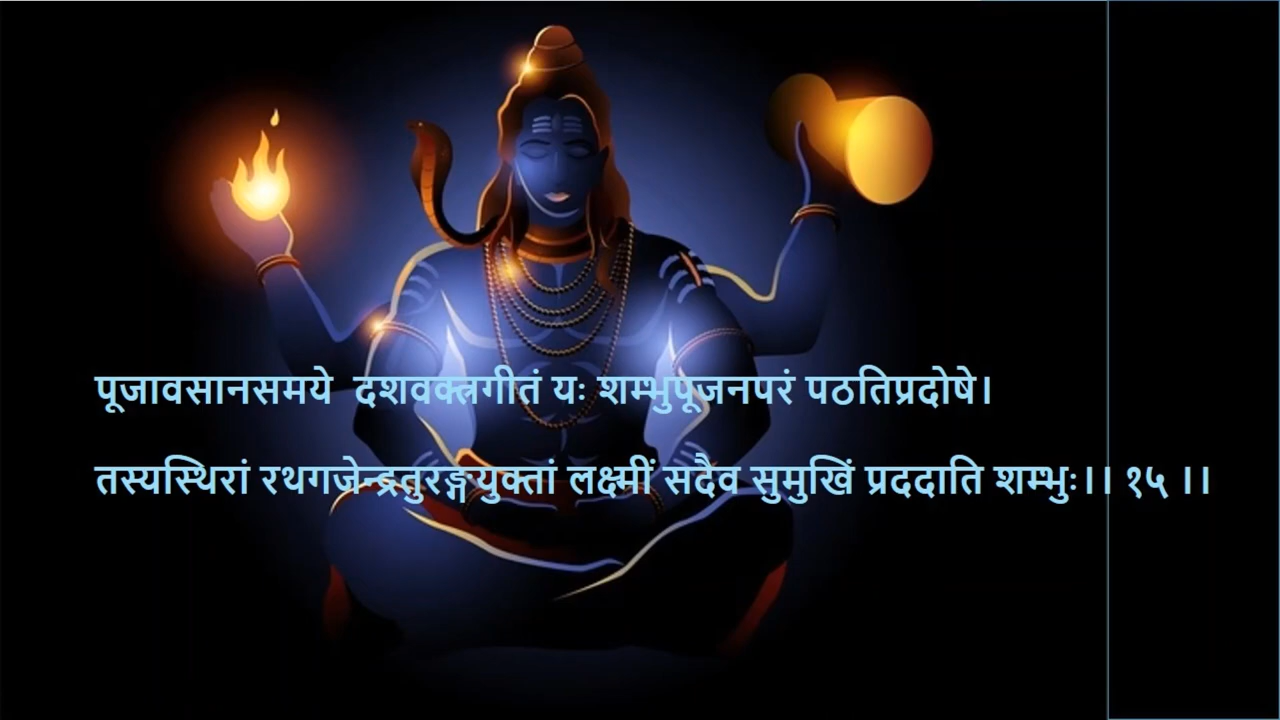 पूजावसानसमये दशवक्त्रगीतं यः शम्भुपूजनपरं पठतिप्रदोषे।
तस्यस्थिरां रथगजेन्द्रतुरङ्गयुक्तां लक्ष्मीं सदैव सुमुखिं प्रददाति शम्भुः।। १५ ।।